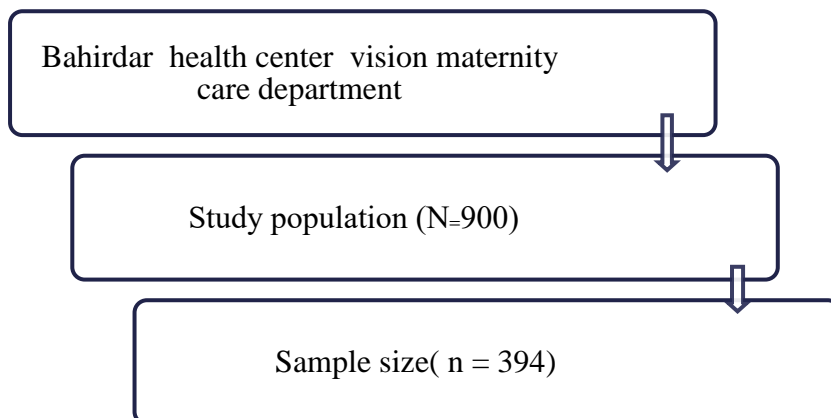 Bahirdar health center vision maternity
care department
Study population (N=900)
Sample size( n = 394)